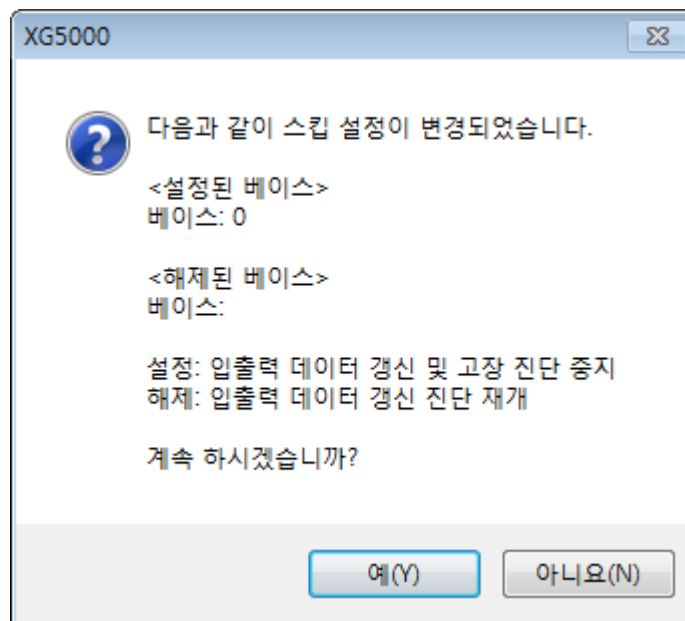 XG5000
다음과 같이 스킵 설정이 변경되었습니다.
<설정된 베이스>
베이스: 0
<해제된 베이스>
베이스:
설정: 입출력 데이터 갱신 및 고장 진단 중지
해제: 입출력 데이터 갱신 진단 재개
계속 하시겠습니까?
예(Y)
아니요(N)